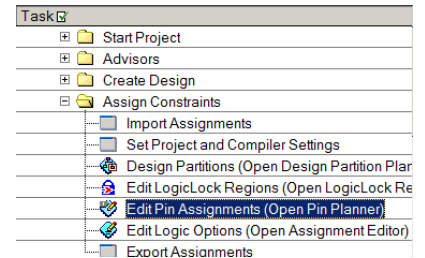 Task
Start Project
Advisors
Create Design
Assign Constraints
Import Assignments
Set Project and Compiler Settings
Design Partitions (Open Design Partition Plar
Edit LogicLock Regions (Open LogicLock Re
Edit Pin Assignments (Open Pin Planner)
Edit Logic Options (Open Assignment Editor)
Export Assignments